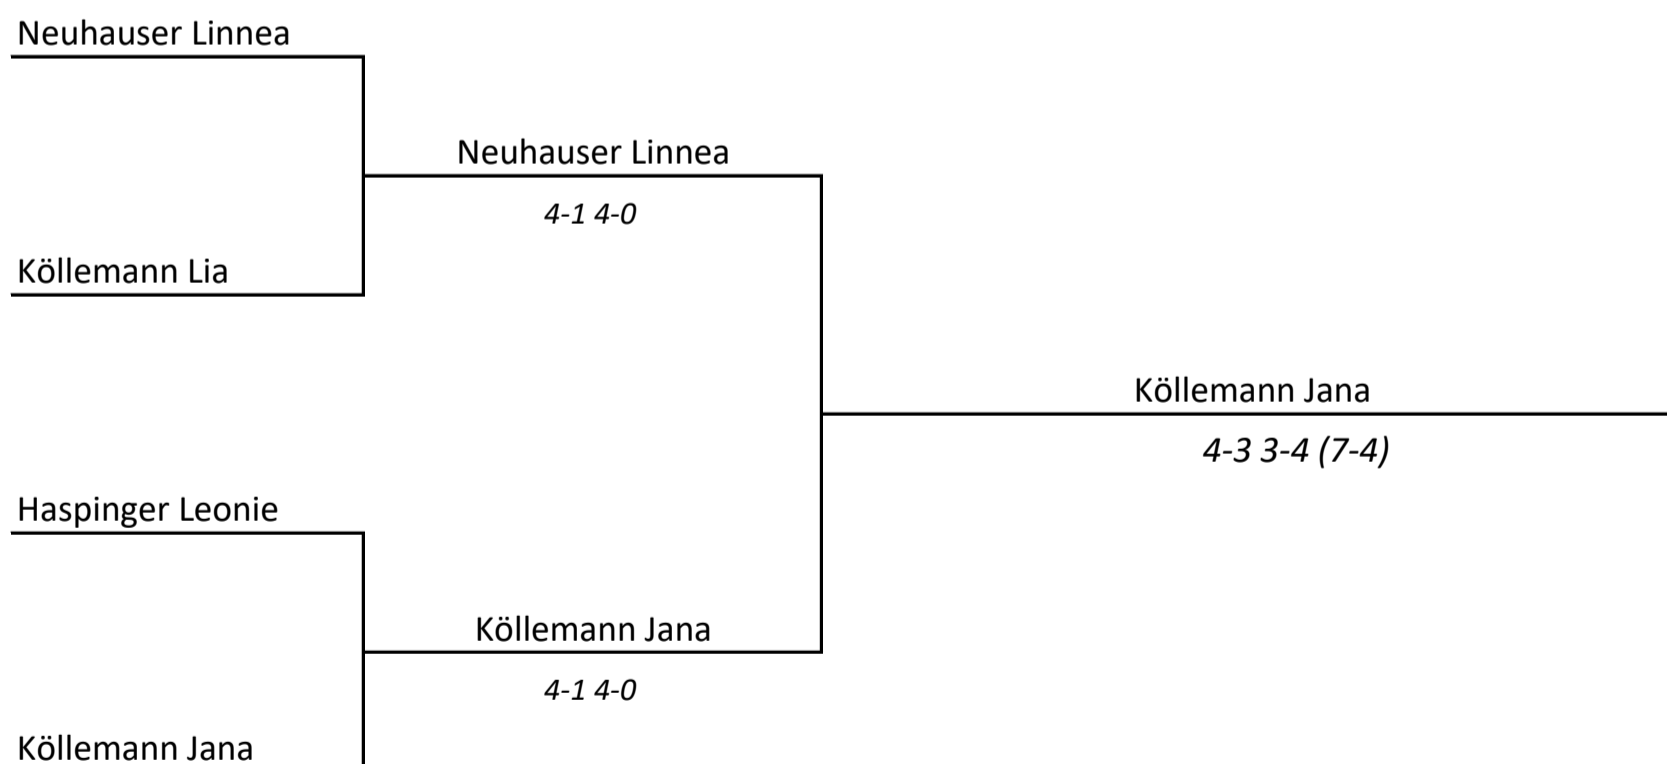 Neuhauser Linnea
Neuhauser Linnea
4-1 4-0
Köllemann Lia
Köllemann Jana
4-3 3-4 (7-4)
Haspinger Leonie
Köllemann Jana
4-1 4-0
Köllemann Jana